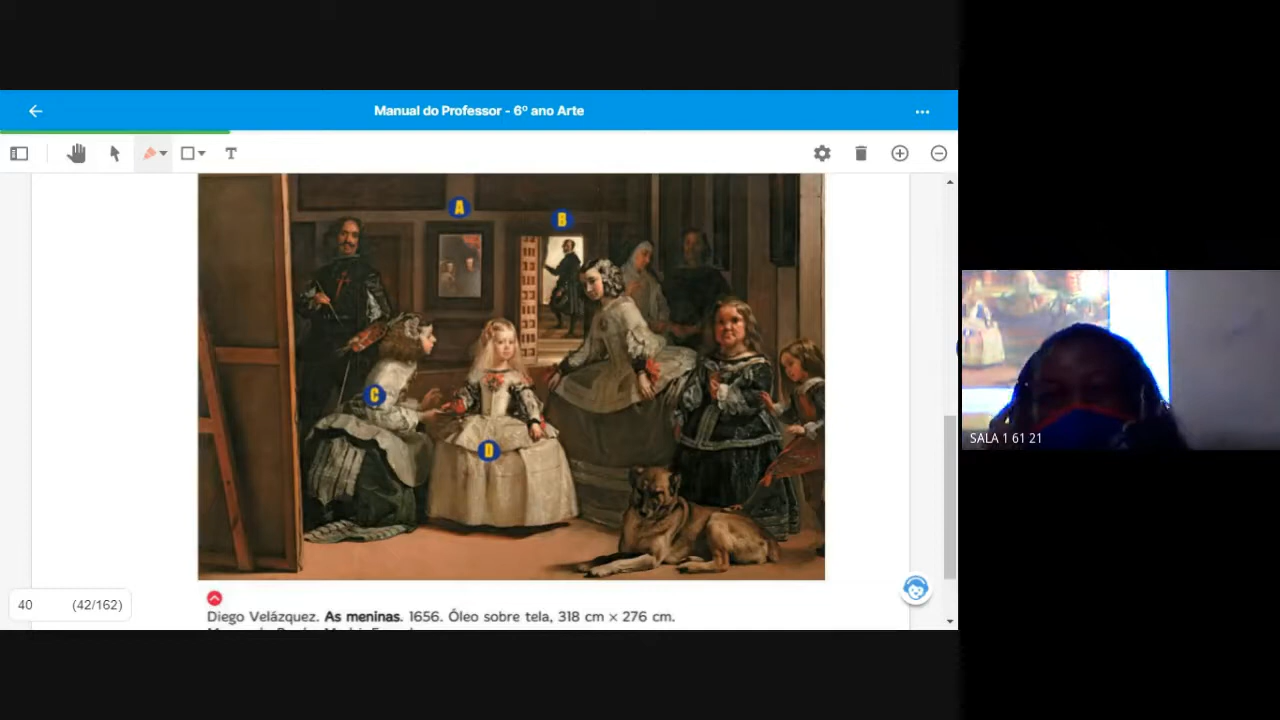 Manual do Professor - 6º ano Arte
A
B
C
D
40 (42/162)
Diego Velázquez. As meninas. 1656. Óleo sobre tela, 318 cm × 276 cm.
SALA 1 61 21